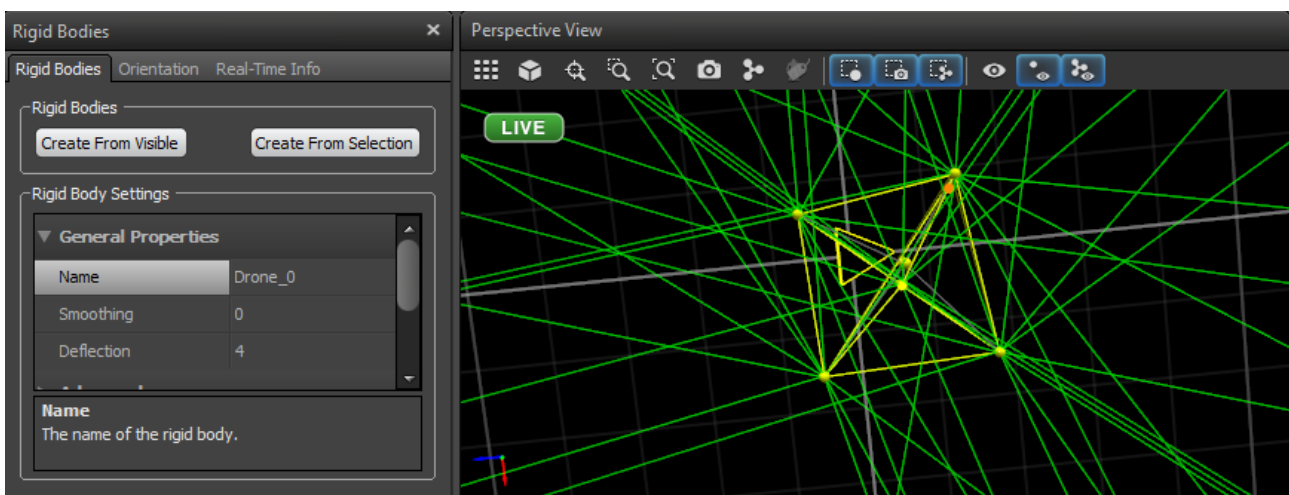 Rigid Bodies
Rigid Bodies Orientation Real-Time Info
Rigid Bodies
Create From Visible Create From Selection
Rigid Body Settings
General Properties
Name Drone_0
Smoothing 0
Deflection 4
Name
The name of the rigid body.
Perspective View
LIVE